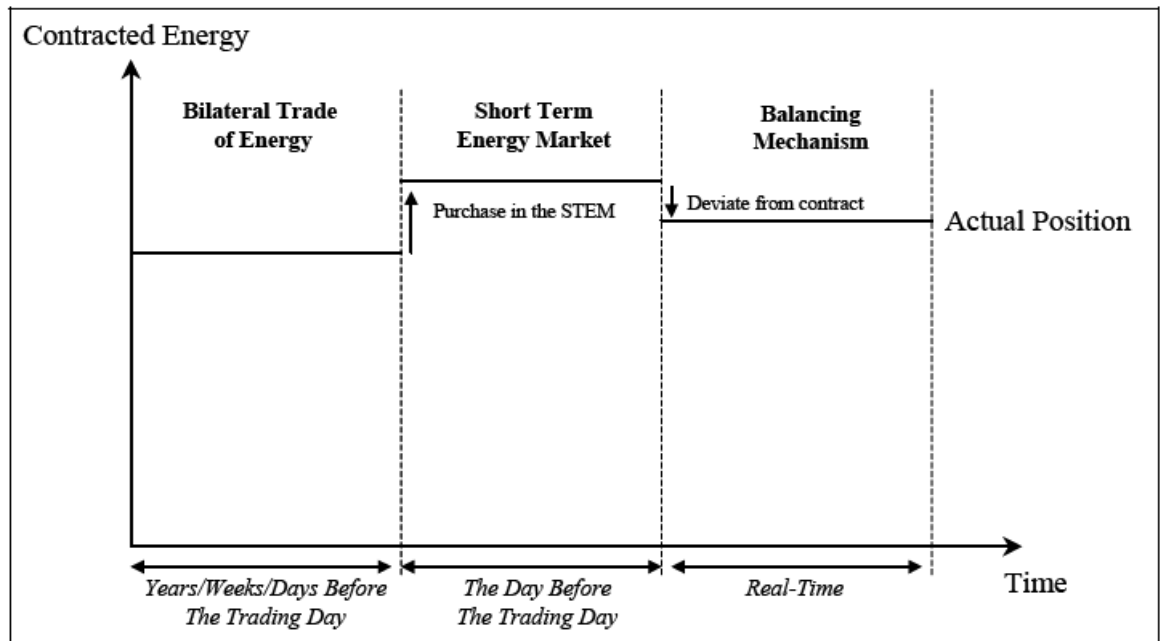 Contracted Energy
Bilateral Trade
of Energy
Short Term
Energy Market
Balancing
Mechanism
Purchase in the STEM
Deviate from contract
Actual Position
Years/Weeks/Days Before
The Trading Day
The Day Before
The Trading Day
Real-Time
Time